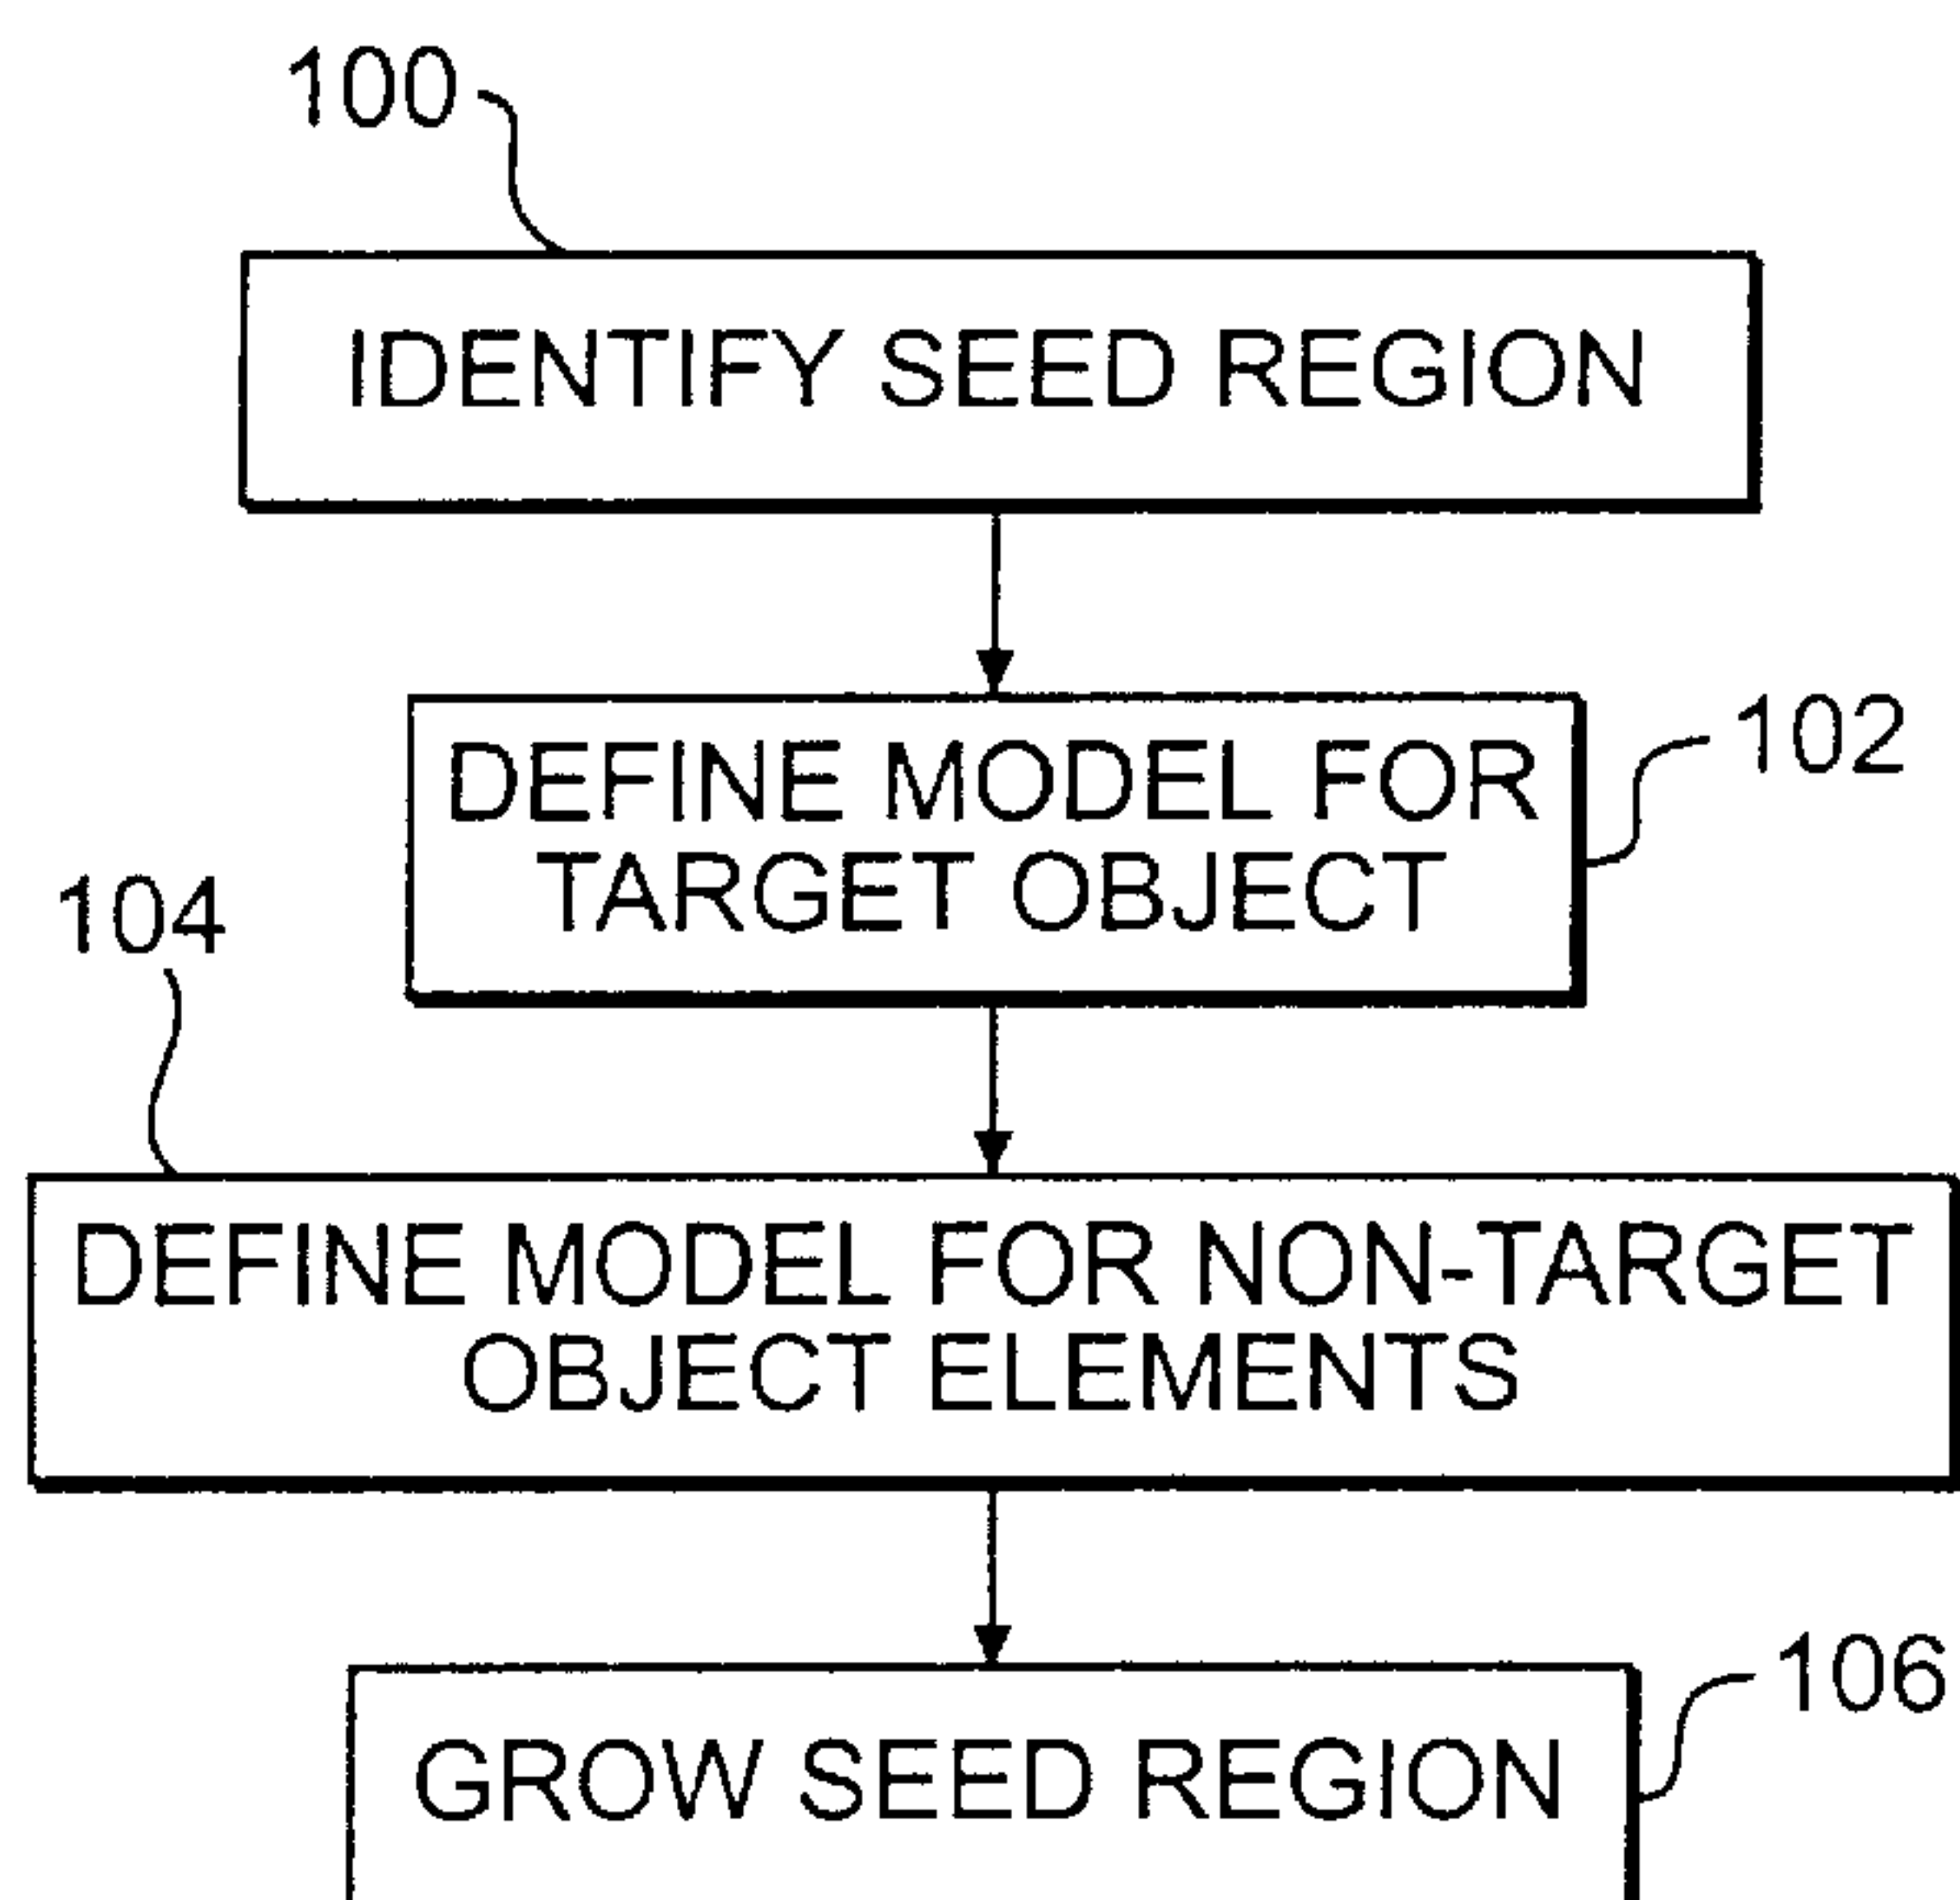 100
IDENTIFY SEED REGION
102
DEFINE MODEL FOR
TARGET OBJECT
104
DEFINE MODEL FOR NON-TARGET
OBJECT ELEMENTS
106
GROW SEED REGION